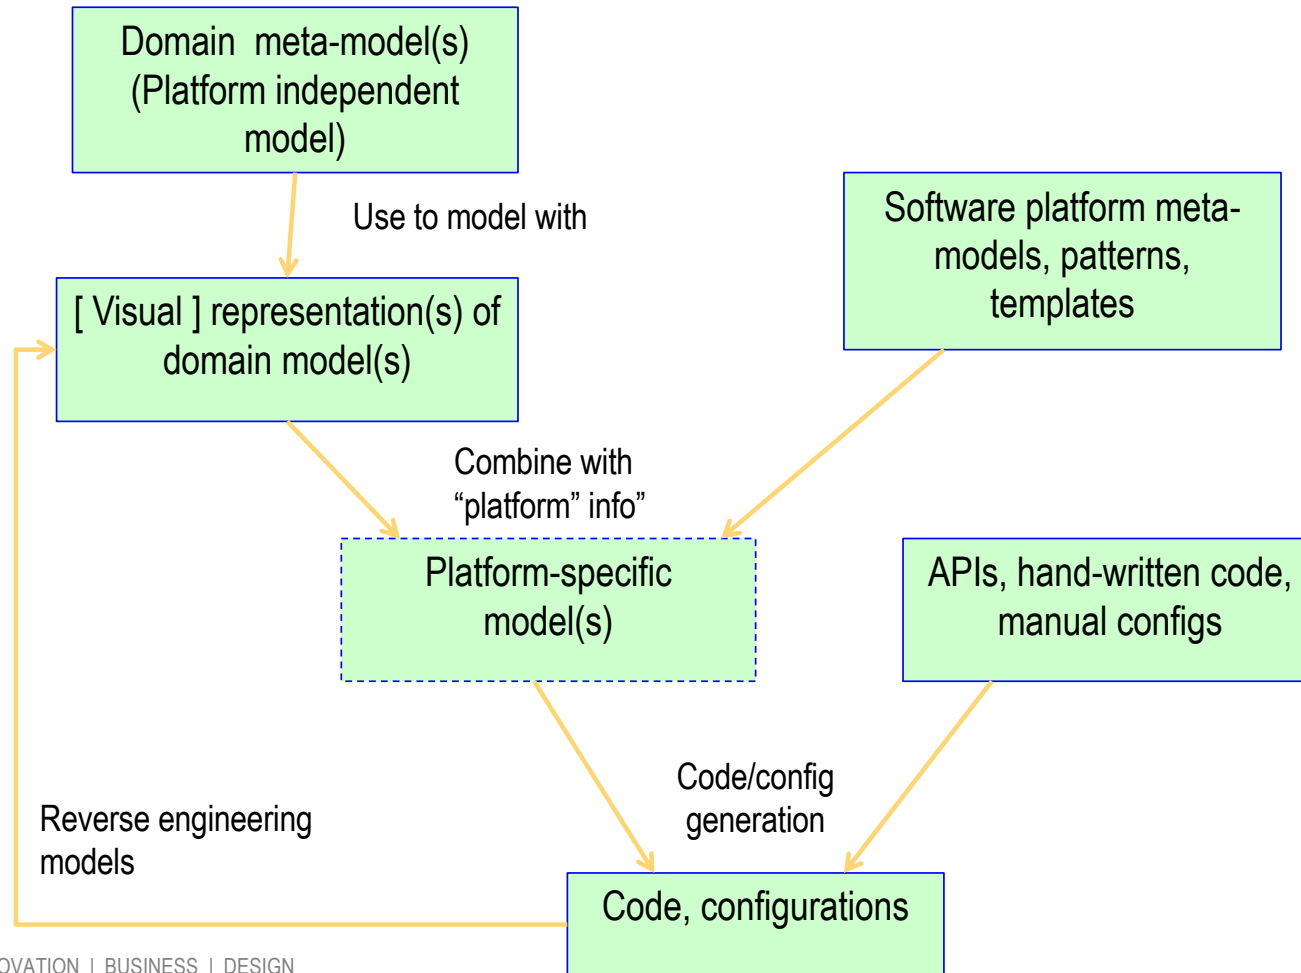 Domain meta-model(s)
(Platform independent
model)
Use to model with
Software platform meta-
models, patterns,
templates
[ Visual ] representation(s) of
domain model(s)
Combine with
“platform” info”
Platform-specific
model(s)
APIs, hand-written code,
manual configs
Code/config
generation
Reverse engineering
models
Code, configurations
OVATION | BUSINESS | DESIGN